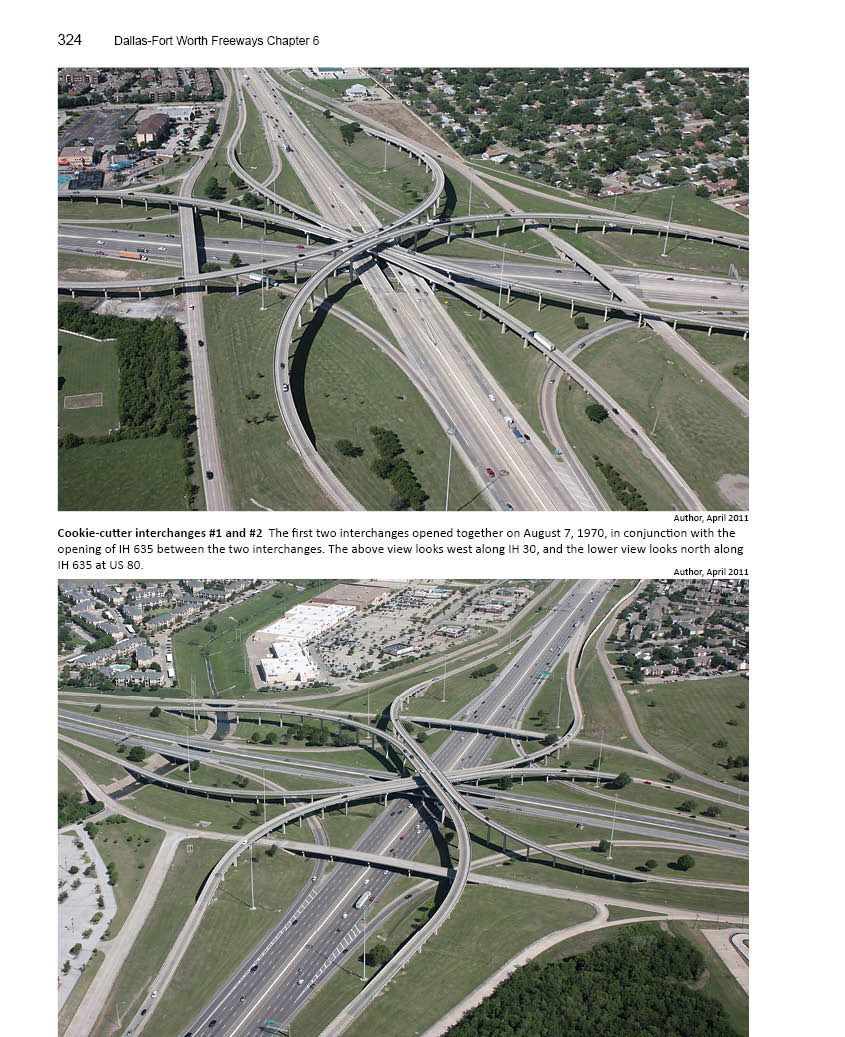 324 Dallas-Fort Worth Freeways Chapter 6
Author, April 2011
Cookie-cutter interchanges #1 and #2 The first two interchanges opened together on August 7, 1970, in conjunction with the
opening of IH 635 between the two interchanges. The above view looks west along IH 30, and the lower view looks north along
IH 635 at US 80.
Author, April 2011